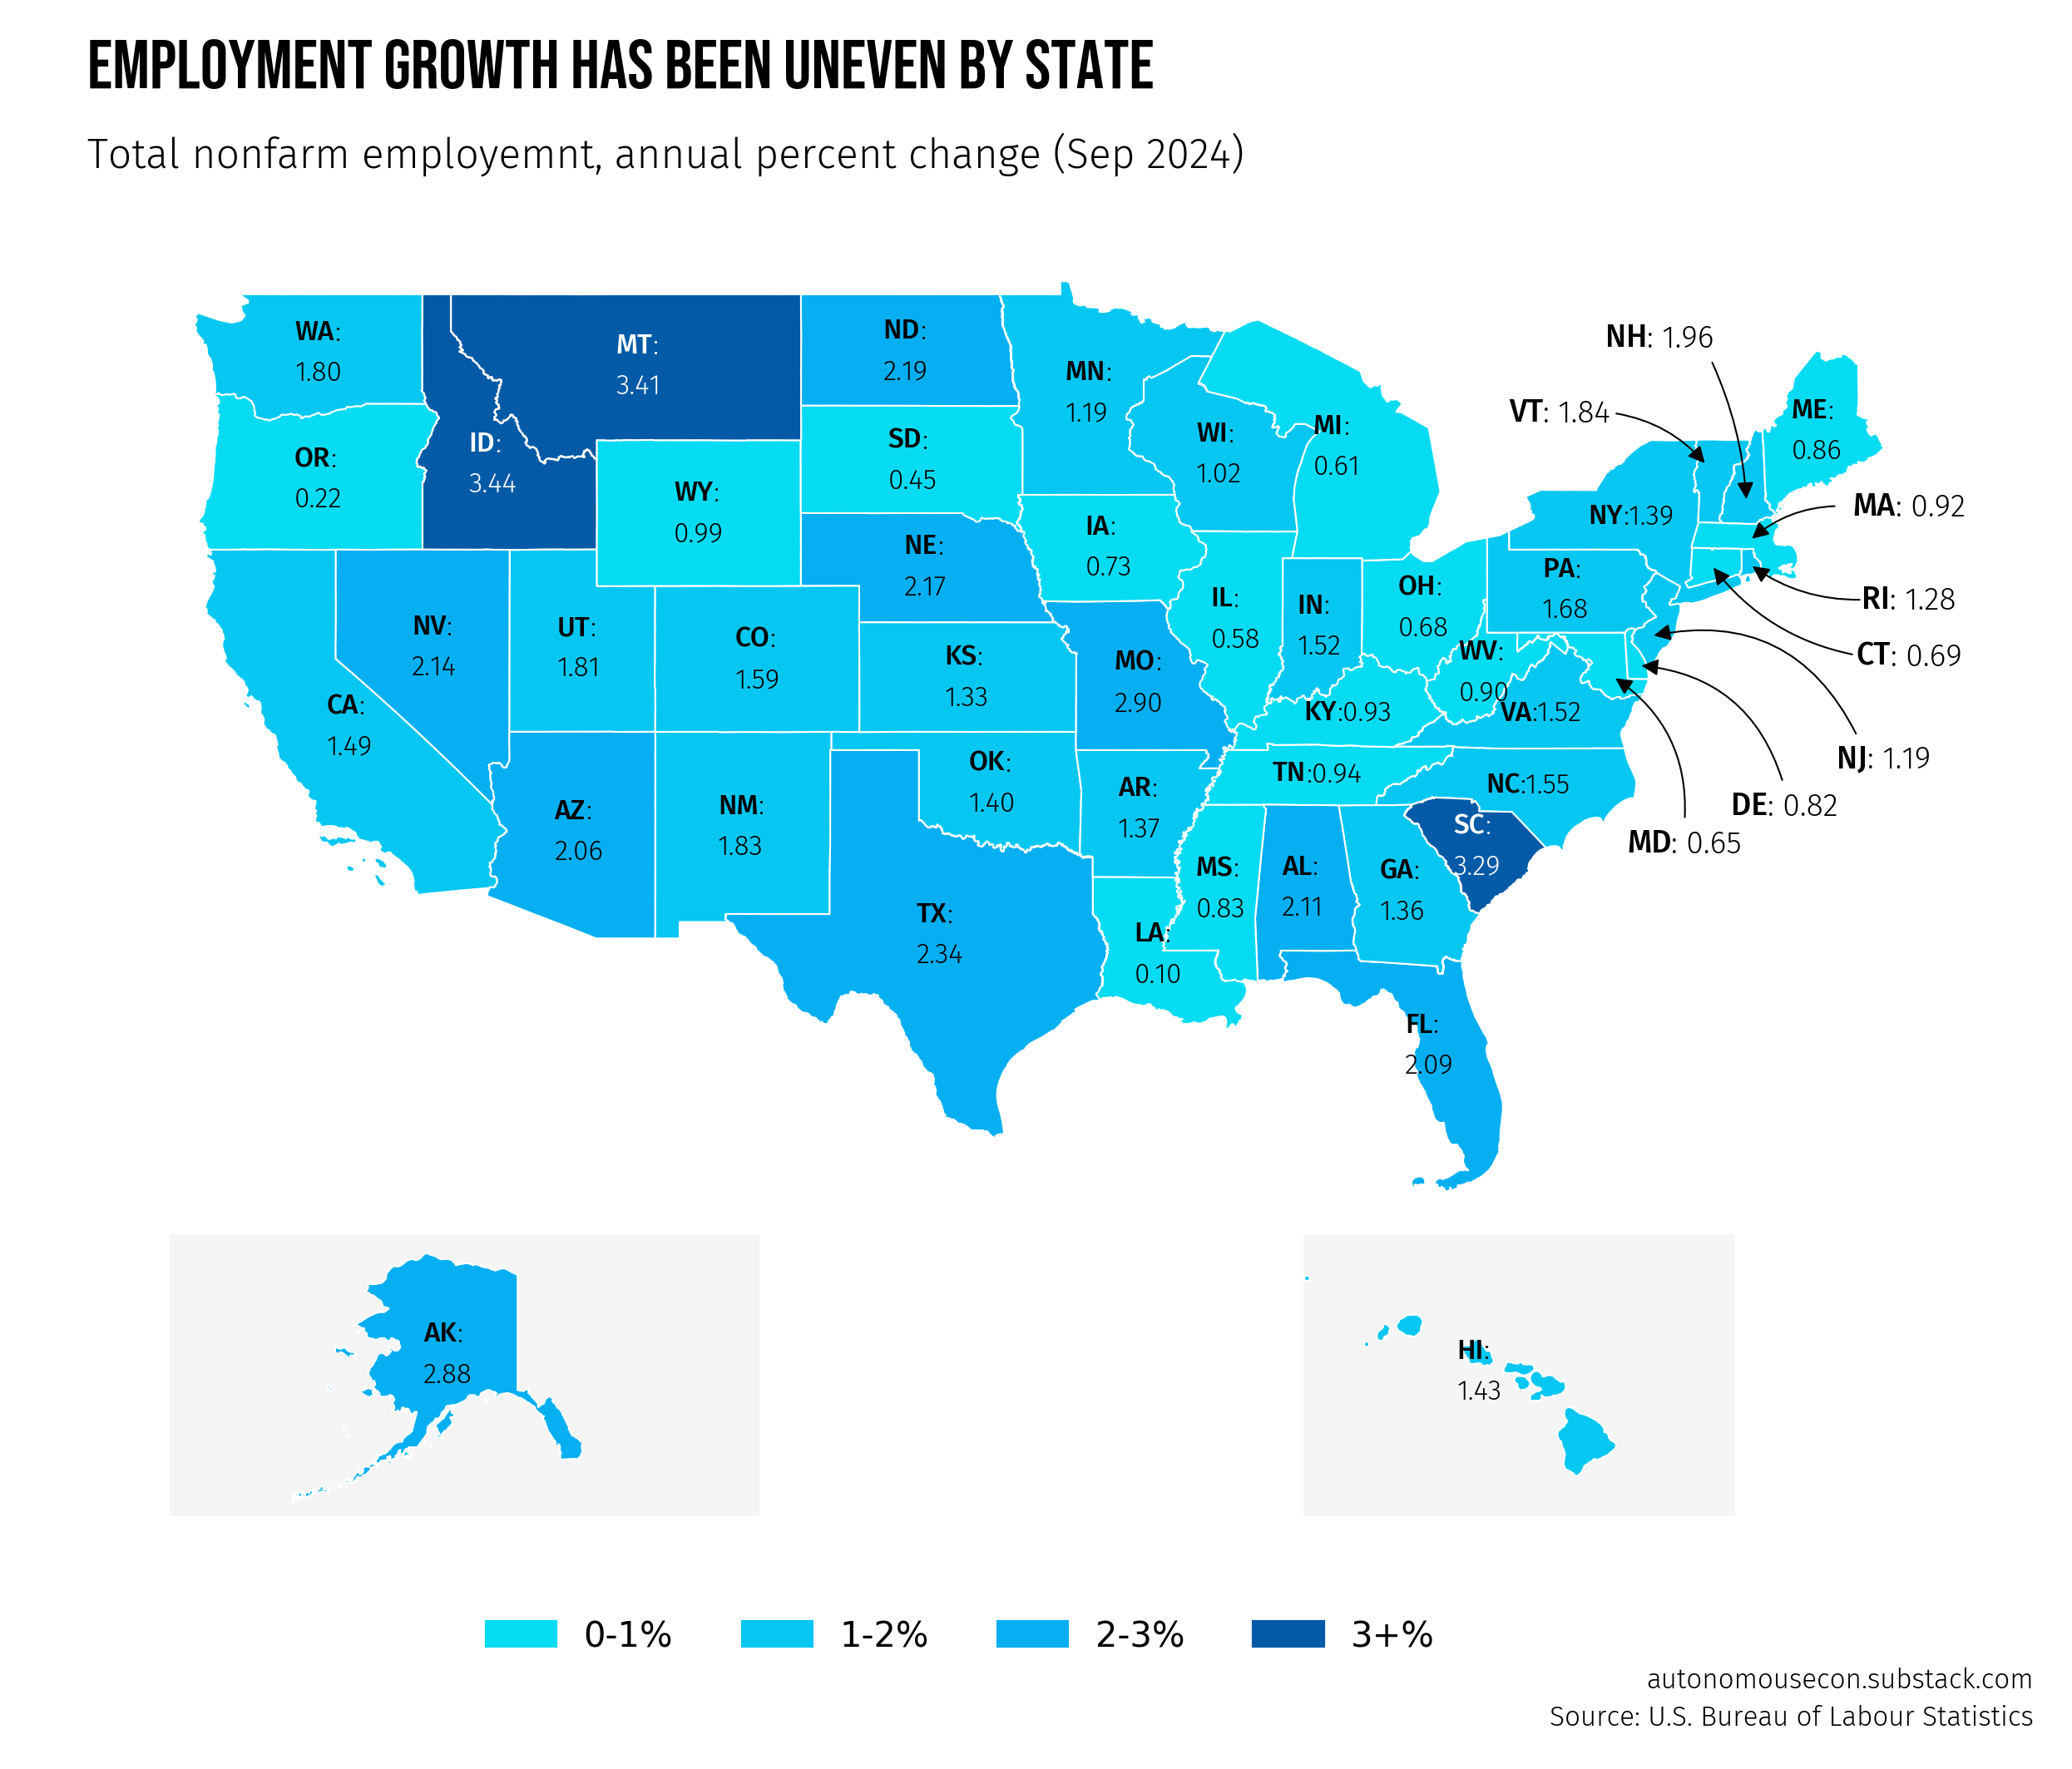 EMPLOYMENT GROWTH HAS BEEN UNEVEN BY STATE
Total nonfarm employemnt, annual percent change (Sep 2024)
WA:
1.80
OR:
0.22
CA:
1.49
ID:
3.44
MT:
3.41
NV:
2.14
UT:
1.81
AZ:
2.06
WY:
0.99
CO:
1.59
NM:
1.83
ND:
2.19
SD:
0.45
NE:
2.17
KS:
1.33
OK:
1.40
TX:
2.34
MN:
1.19
IA:
0.73
MO:
2.90
AR:
1.37
LA:
0.10
WI:
1.02
IL:
0.58
MI:
0.61
IN:
1.52
OH:
0.68
KY:0.93
TN:0.94
MS:
0.83
AL:
2.11
GA:
1.36
FL:
2.09
SC:
3.29
NC:1.55
VA:1.52
WV:
0.90
PA:
1.68
NY:1.39
VT: 1.84
NH: 1.96
ME:
0.86
MA: 0.92
RI: 1.28
CT: 0.69
NJ: 1.19
DE: 0.82
MD: 0.65
AK:
2.88
HI:
1.43
0-1%
1-2%
2-3%
3+%
autonomousecon.substack.com
Source: U.S. Bureau of Labour Statistics